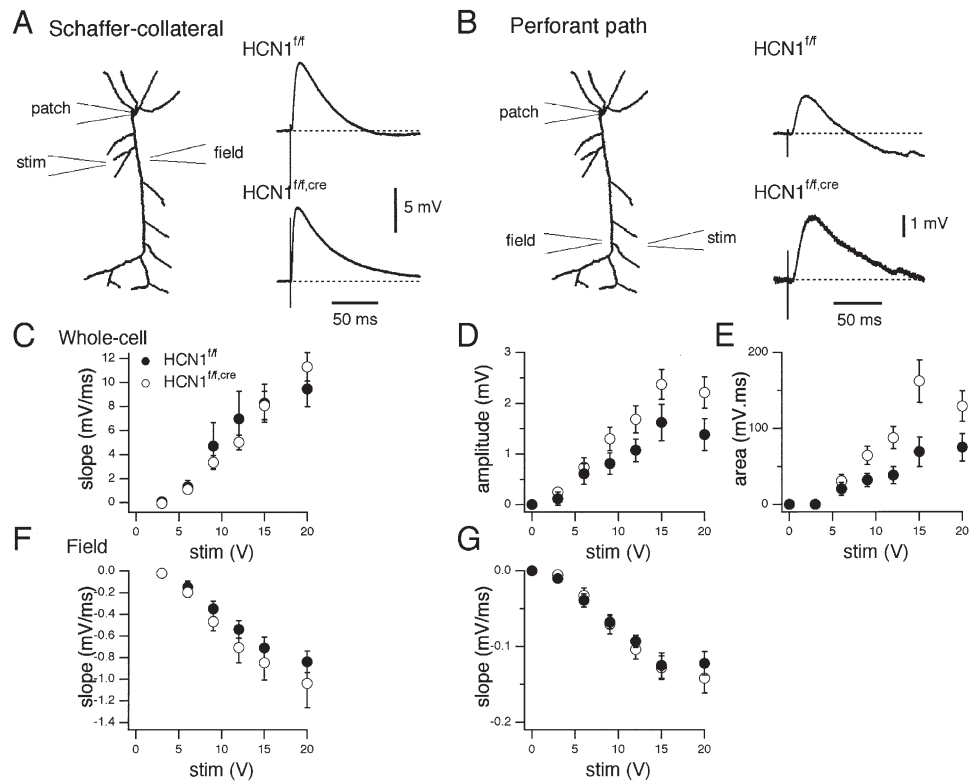 A Schaffer-collateral
HCN1f/f
patch
stim
field
HCN1f/f,cre
5 mV
50 ms
B Perforant path
HCN1f/f
patch
field
stim
HCN1f/f,cre
1 mV
50 ms
C Whole-cell
HCN1f/f
HCN1f/f,cre
slope (mV/ms)
12
10
8
6
4
2
0
0 5 10 15 20
stim (V)
D
amplitude (mV)
3
2
1
0
0 5 10 15 20
stim (V)
E
area (mV.ms)
200
100
0
0 5 10 15 20
stim (V)
F Field
slope (mV/ms)
0.0
-0.2
-0.4
-0.6
-0.8
-1.0
-1.2
-1.4
0 5 10 15 20
stim (V)
G
slope (mV/ms)
0.0
-0.1
-0.2
0 5 10 15 20
stim (V)